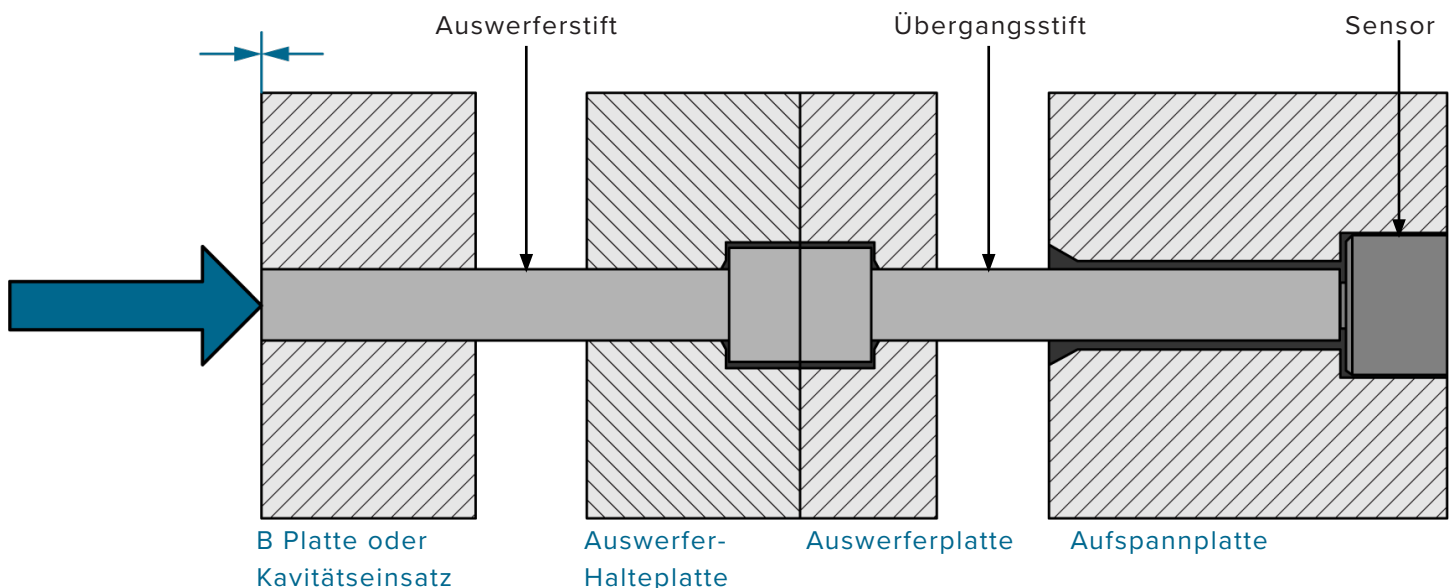 Auswerferstift
Übergangsstift
Sensor
B Platte oder
Kavitätseinsatz
Auswerfer-
Halteplatte
Auswerferplatte
Aufspannplatte